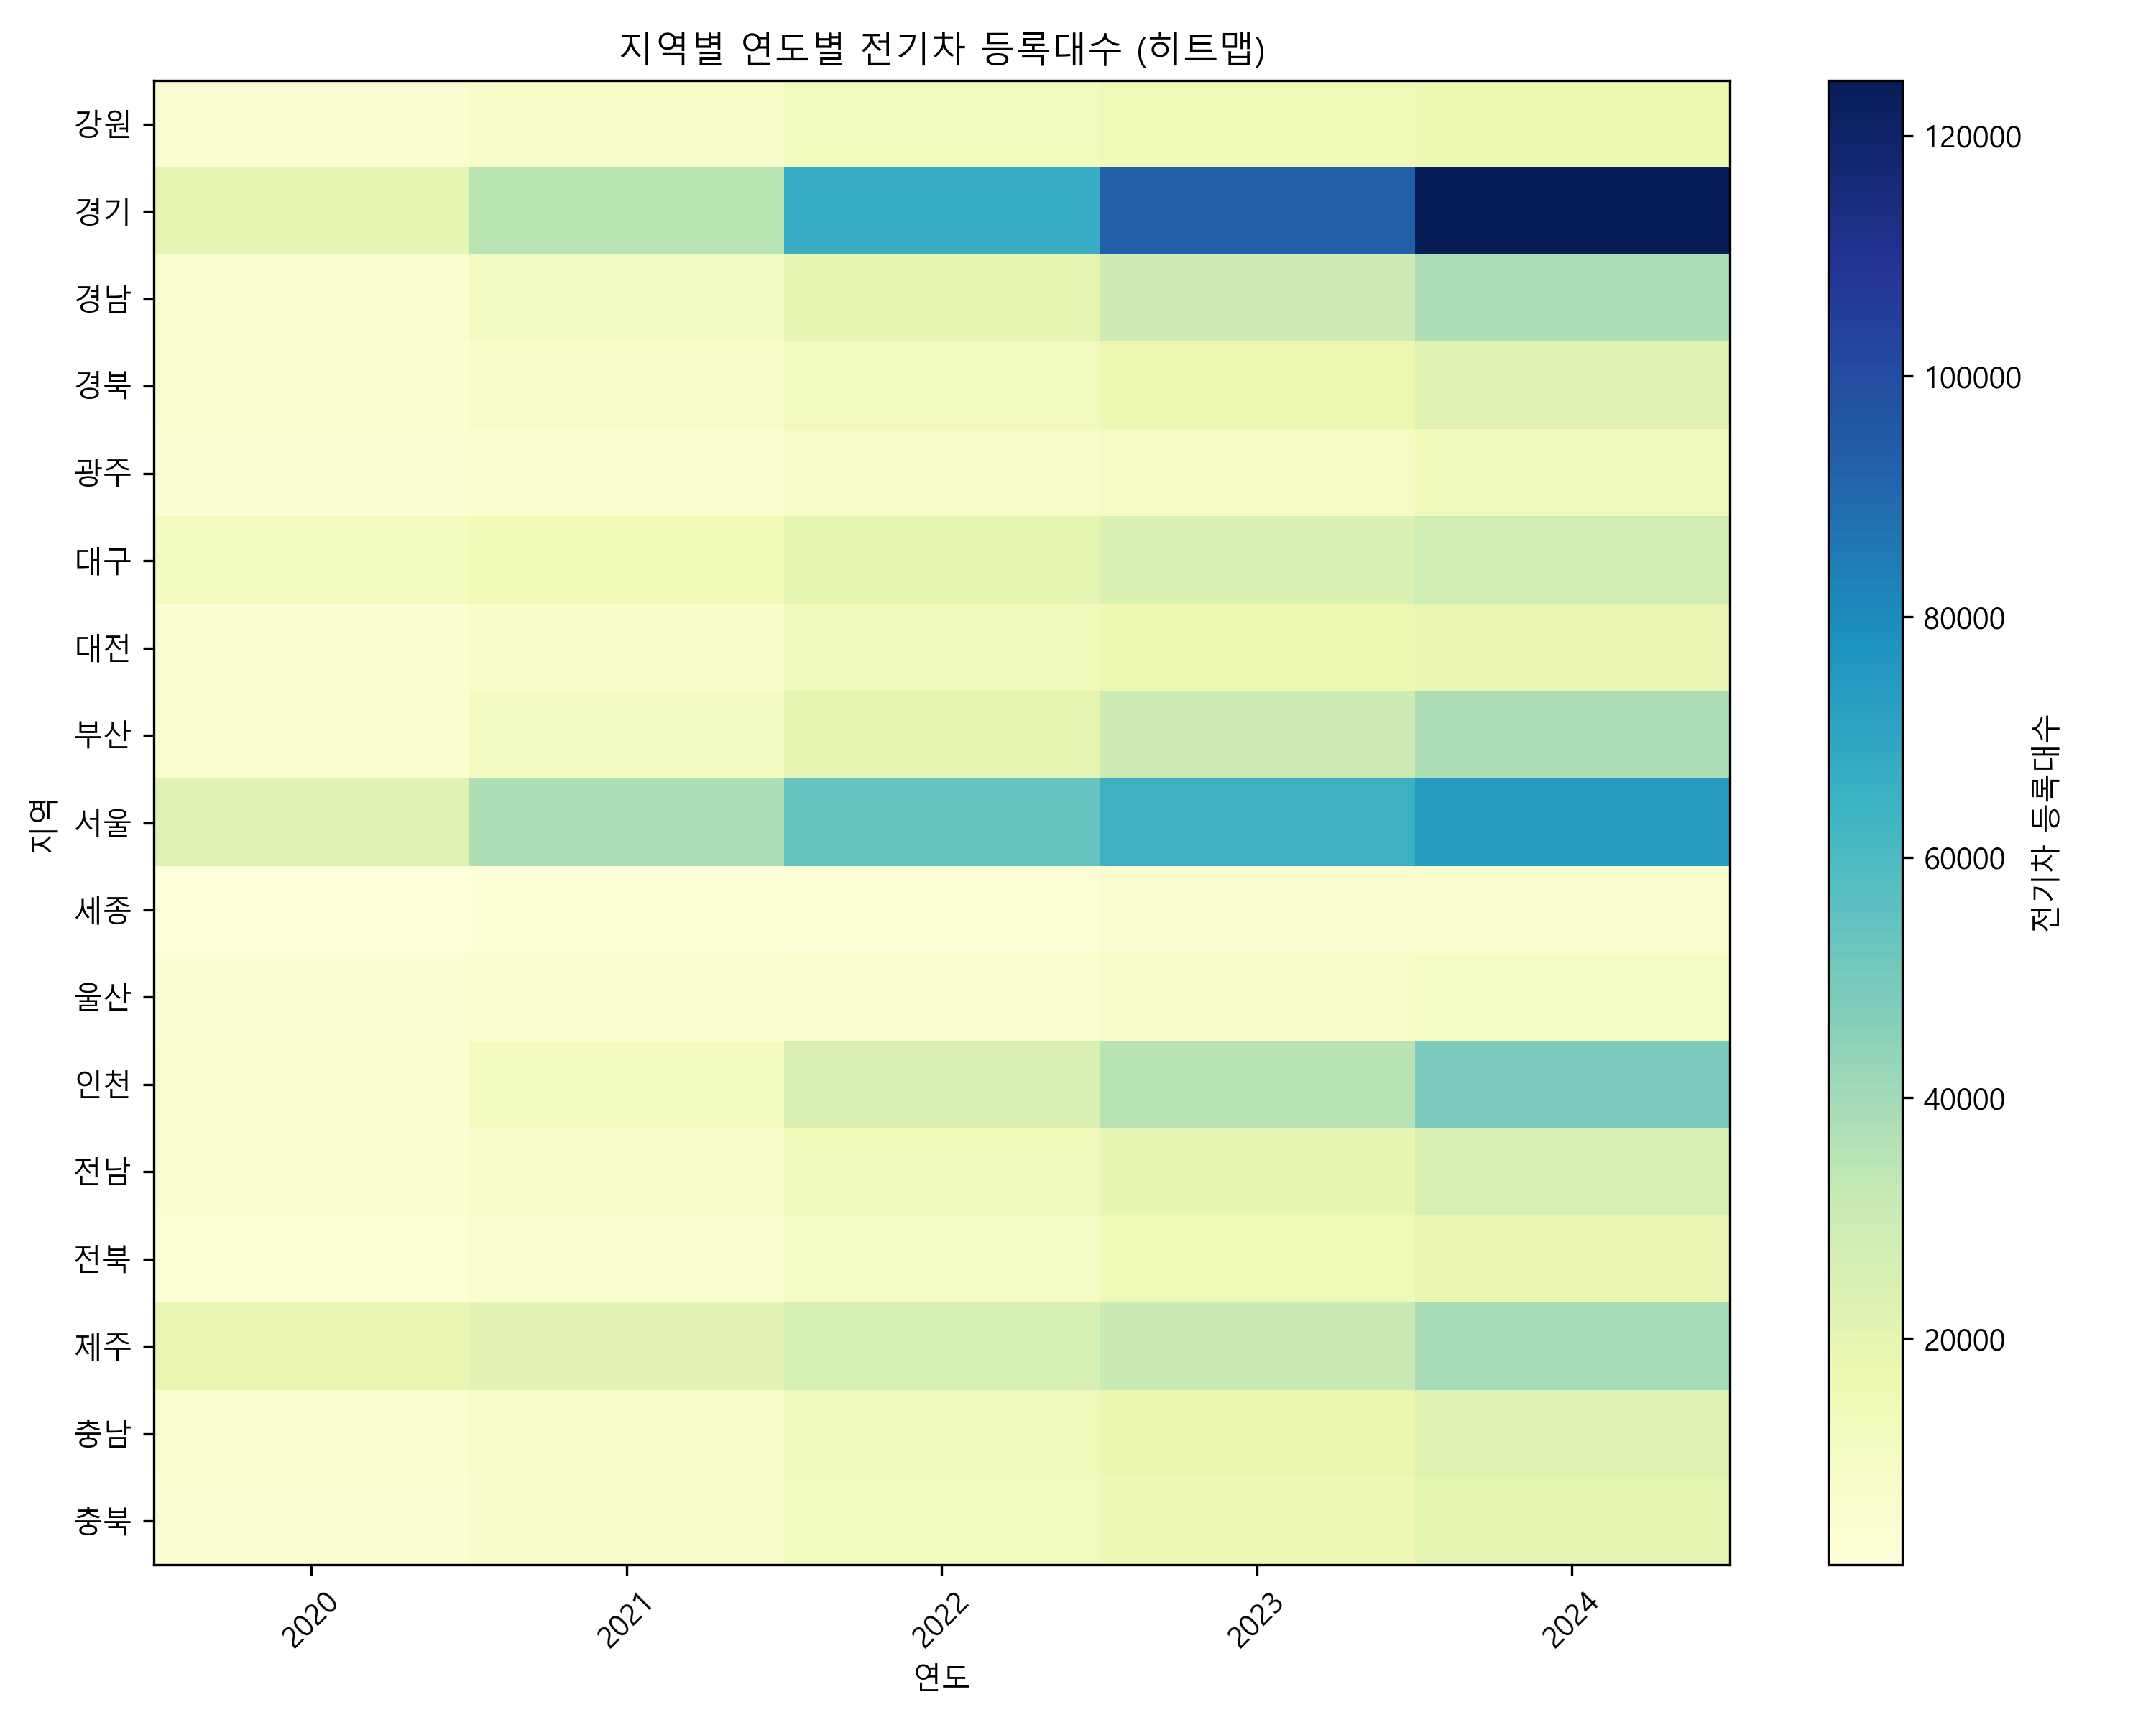 지역별 연도별 전기차 등록대수 (히트맵)
지역
강원
경기
경남
경북
광주
대구
대전
부산
서울
세종
울산
인천
전남
전북
제주
충남
충북
2020
2021
2022
2023
2024
연도
120000
100000
80000
60000
40000
20000
전기차 등록대수